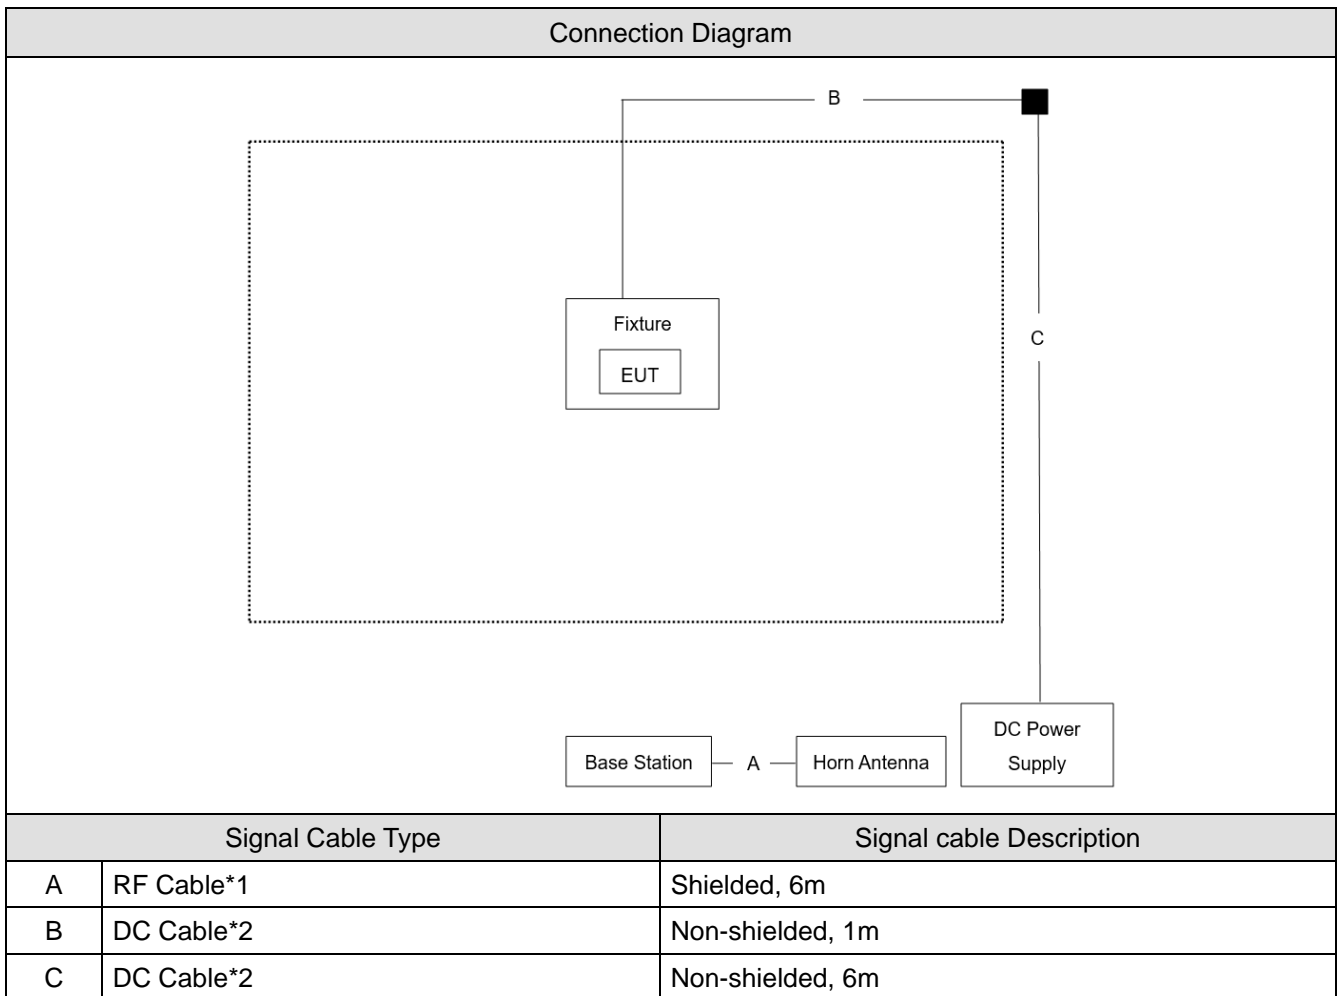 Connection Diagram
B
Fixture
EUT
C
DC Power
Supply
Base Station
A
Horn Antenna
Signal Cable Type
Signal cable Description
A
RF Cable*1
Shielded, 6m
B
DC Cable*2
Non-shielded, 1m
C
DC Cable*2
Non-shielded, 6m